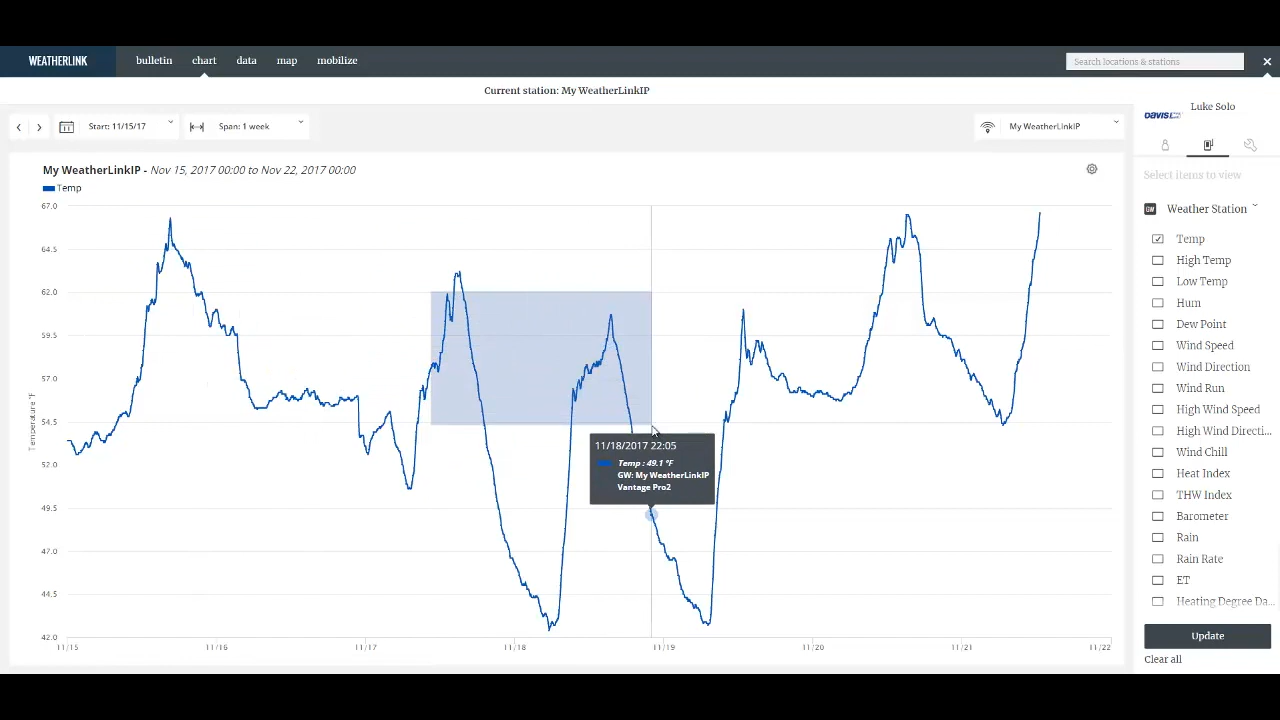 WEATHERLINK
bulletin
chart
data
map
mobilize
Search locations & stations
Current station: My WeatherLinkIP
Start: 11/15/17
Span: 1 week
My WeatherLinkIP
DAVIS
Luke Solo
Select items to view
My WeatherLinkIP - Nov 15, 2017 00:00 to Nov 22, 2017 00:00
Temp
67.0
64.5
62.0
59.5
57.0
54.5
52.0
49.5
47.0
44.5
42.0
Temperature °F
11/15
11/16
11/17
11/18
11/19
11/20
11/21
11/22
11/18/2017 22:05
Temp : 49.1 °F
GW: My WeatherLinkIP
Vantage Pro2
GW
Weather Station
Temp
High Temp
Low Temp
Hum
Dew Point
Wind Speed
Wind Direction
Wind Run
High Wind Speed
High Wind Directi...
Wind Chill
Heat Index
THW Index
Barometer
Rain
Rain Rate
ET
Heating Degree Da...
Update
Clear all